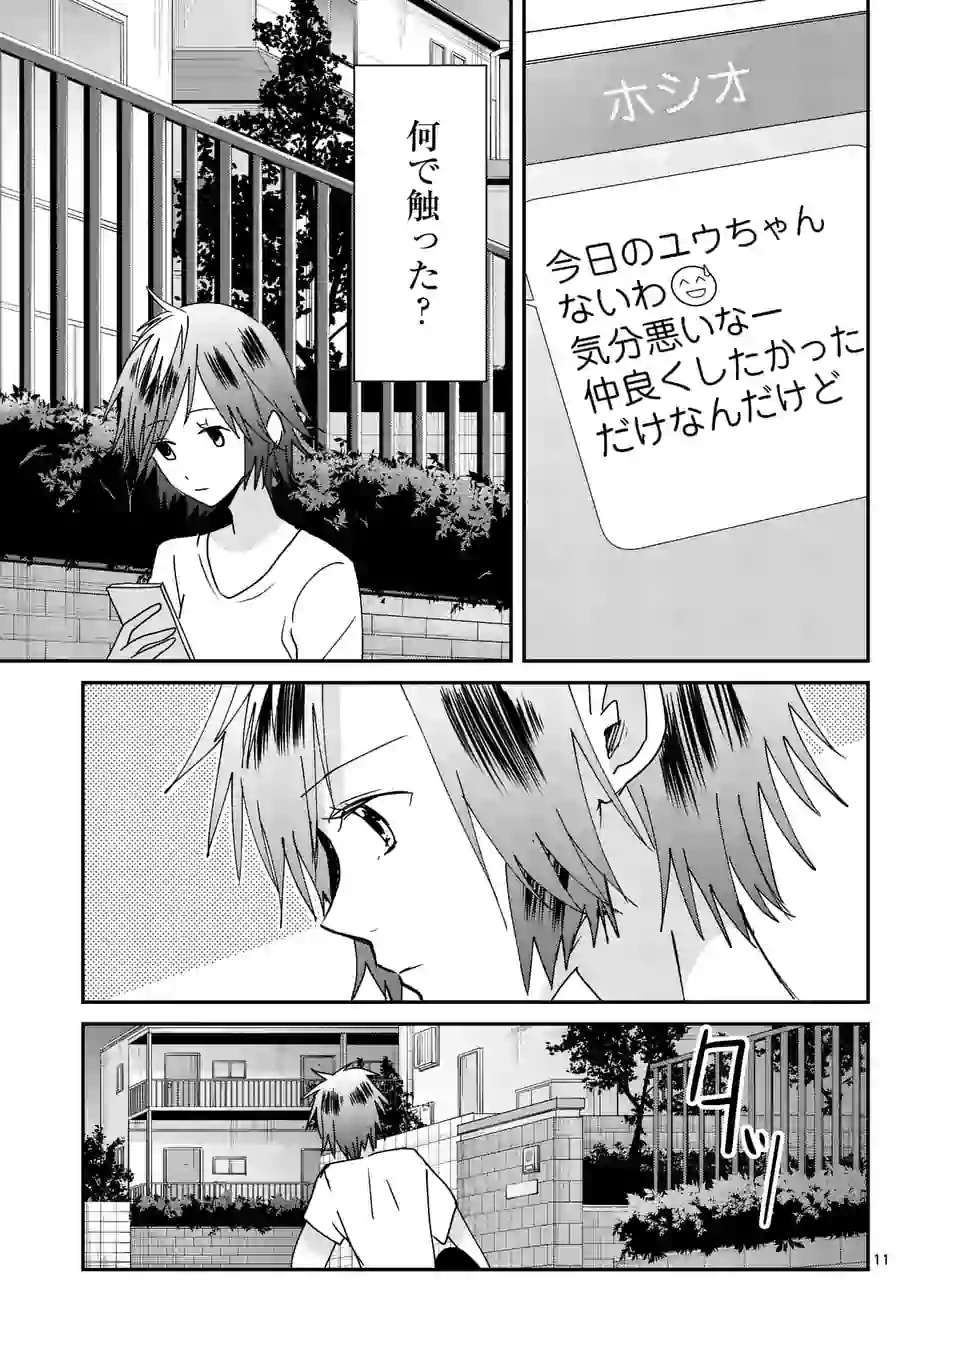 ホシオ
今日のユウちゃん
ないわ😅
気分悪いなー
仲良くしたかった
だけなんだけど
何で触った?
タッ
11